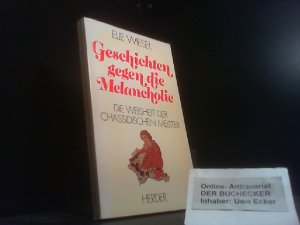 ELIE WIESEL
Geschichten
gegen die
Melancholie
DIE WEISHEIT DER
CHASSIDISCHEN MEISTER
HERDER
Online- Antiquariat
DER BUCHECKER
Inhaber: Uwe Ecker